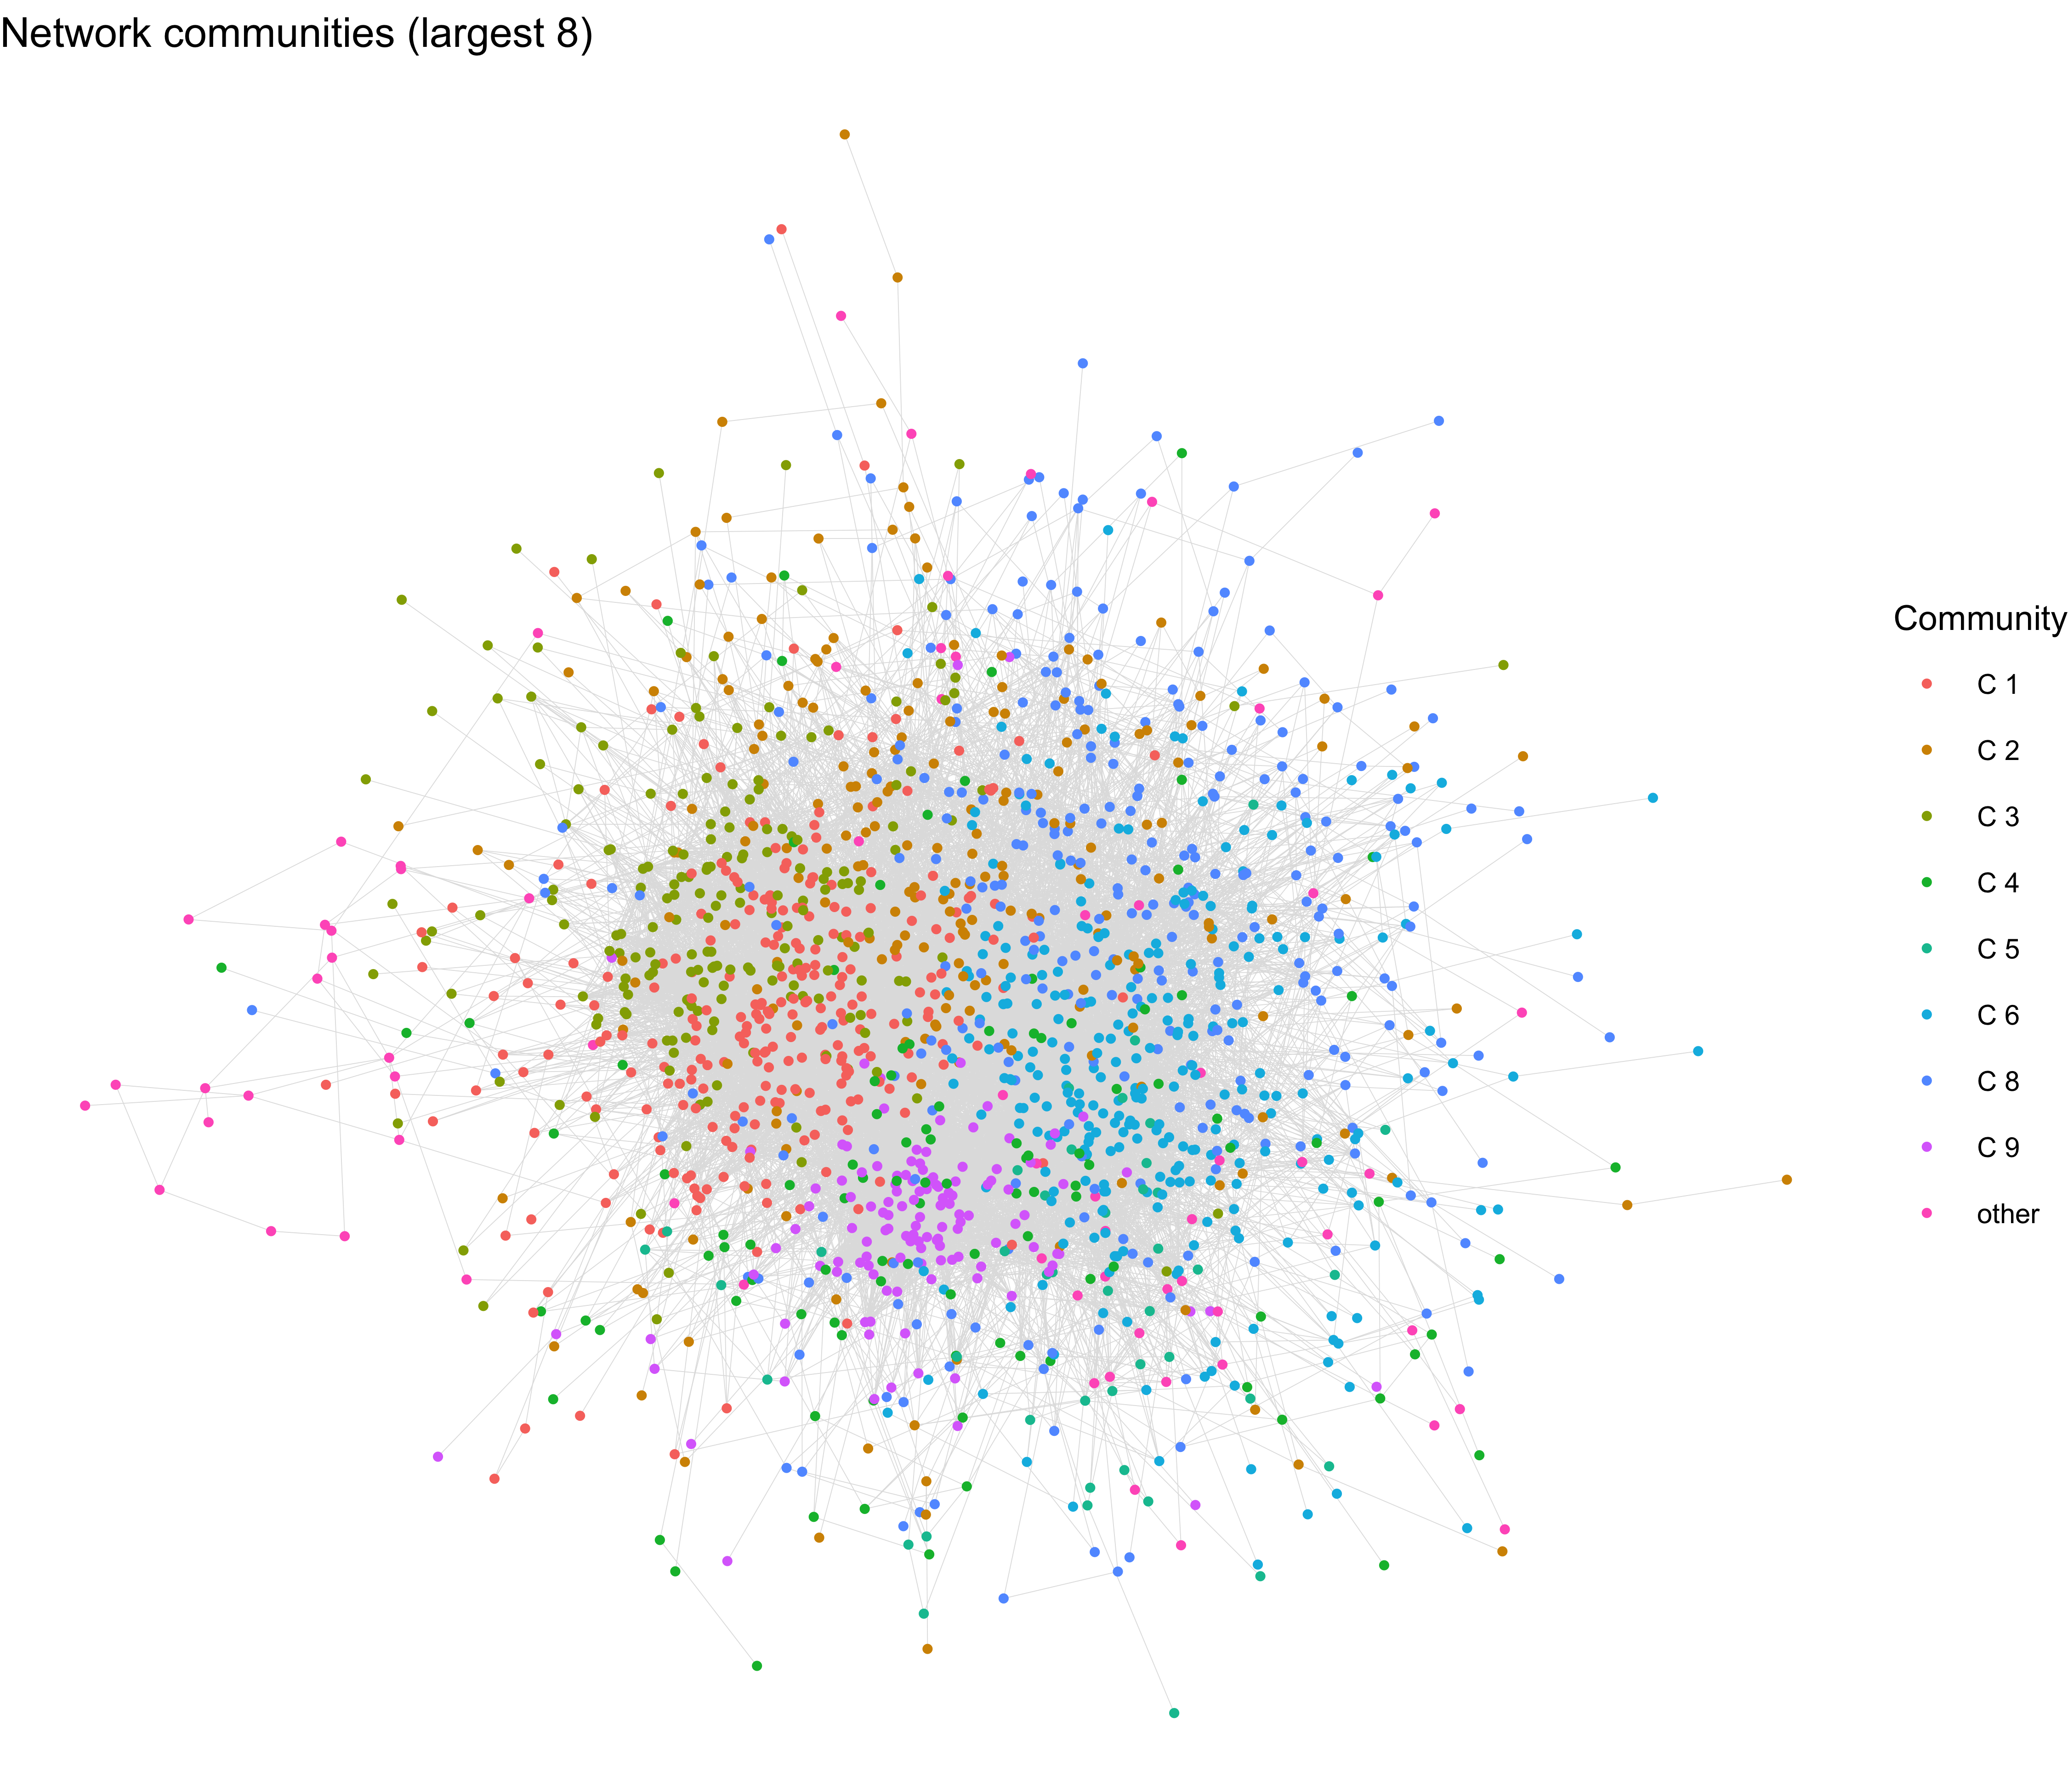 Network communities (largest 8)
Community
C 1
C 2
C 3
C 4
C 5
C 6
C 8
C 9
other